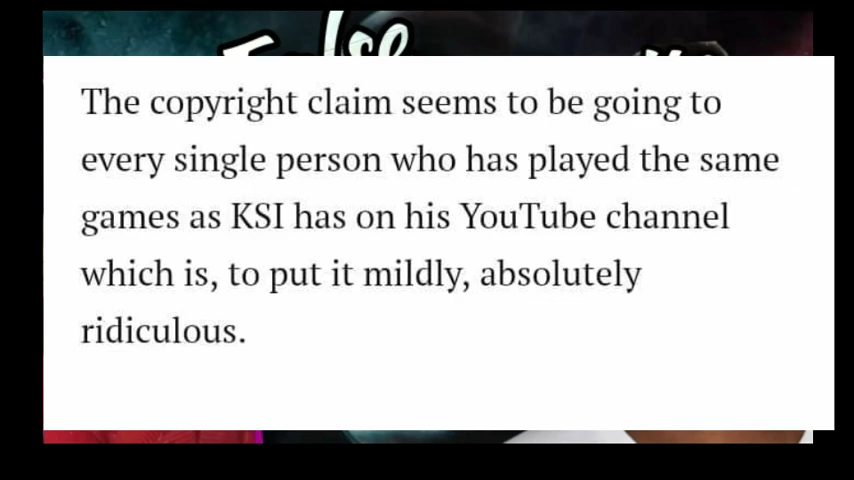 The copyright claim seems to be going to
every single person who has played the same
games as KSI has on his YouTube channel
which is, to put it mildly, absolutely
ridiculous.